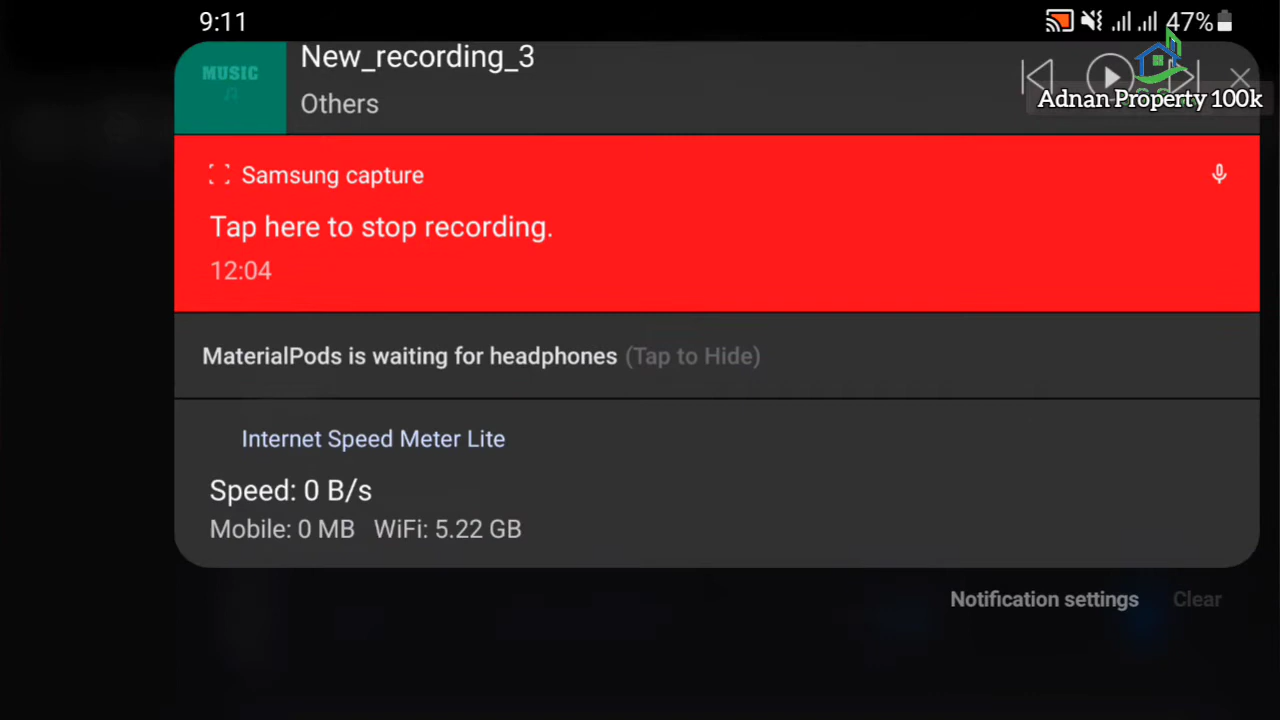 9:11
47%
New_recording_3
MUSIC
Others
Adnan Property 100k
Samsung capture
Tap here to stop recording.
12:04
MaterialPods is waiting for headphones (Tap to Hide)
Internet Speed Meter Lite
Speed: 0 B/s
Mobile: 0 MB WiFi: 5.22 GB
Notification settings Clear